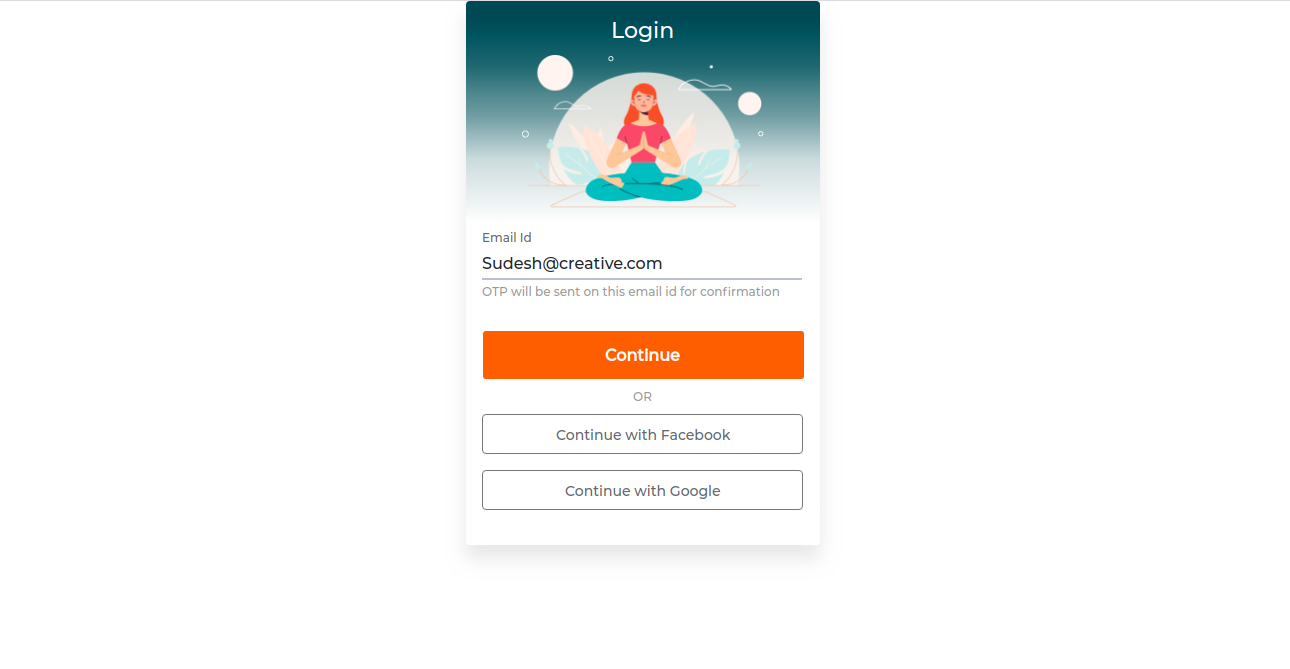 Login
Email Id
Sudesh@creative.com
OTP will be sent on this email id for confirmation
Continue
OR
Continue with Facebook
Continue with Google